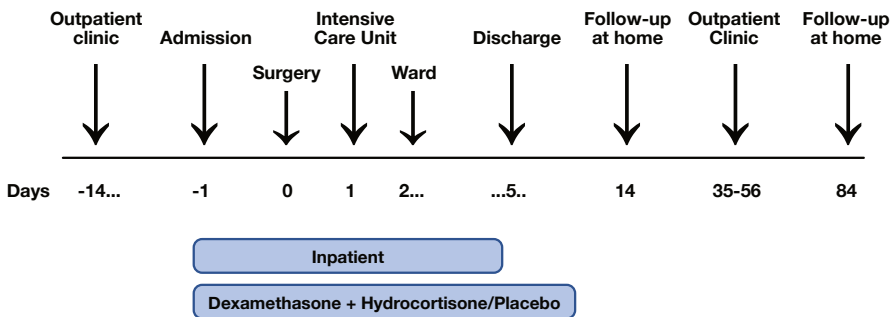 Outpatient
clinic
Admission
Surgery
Intensive
Care Unit
Ward
Discharge
Follow-up
at home
Outpatient
Clinic
Follow-up
at home
Days -14... -1 0 1 2... ...5.. 14 35-56 84
Inpatient
Dexamethasone + Hydrocortisone/Placebo